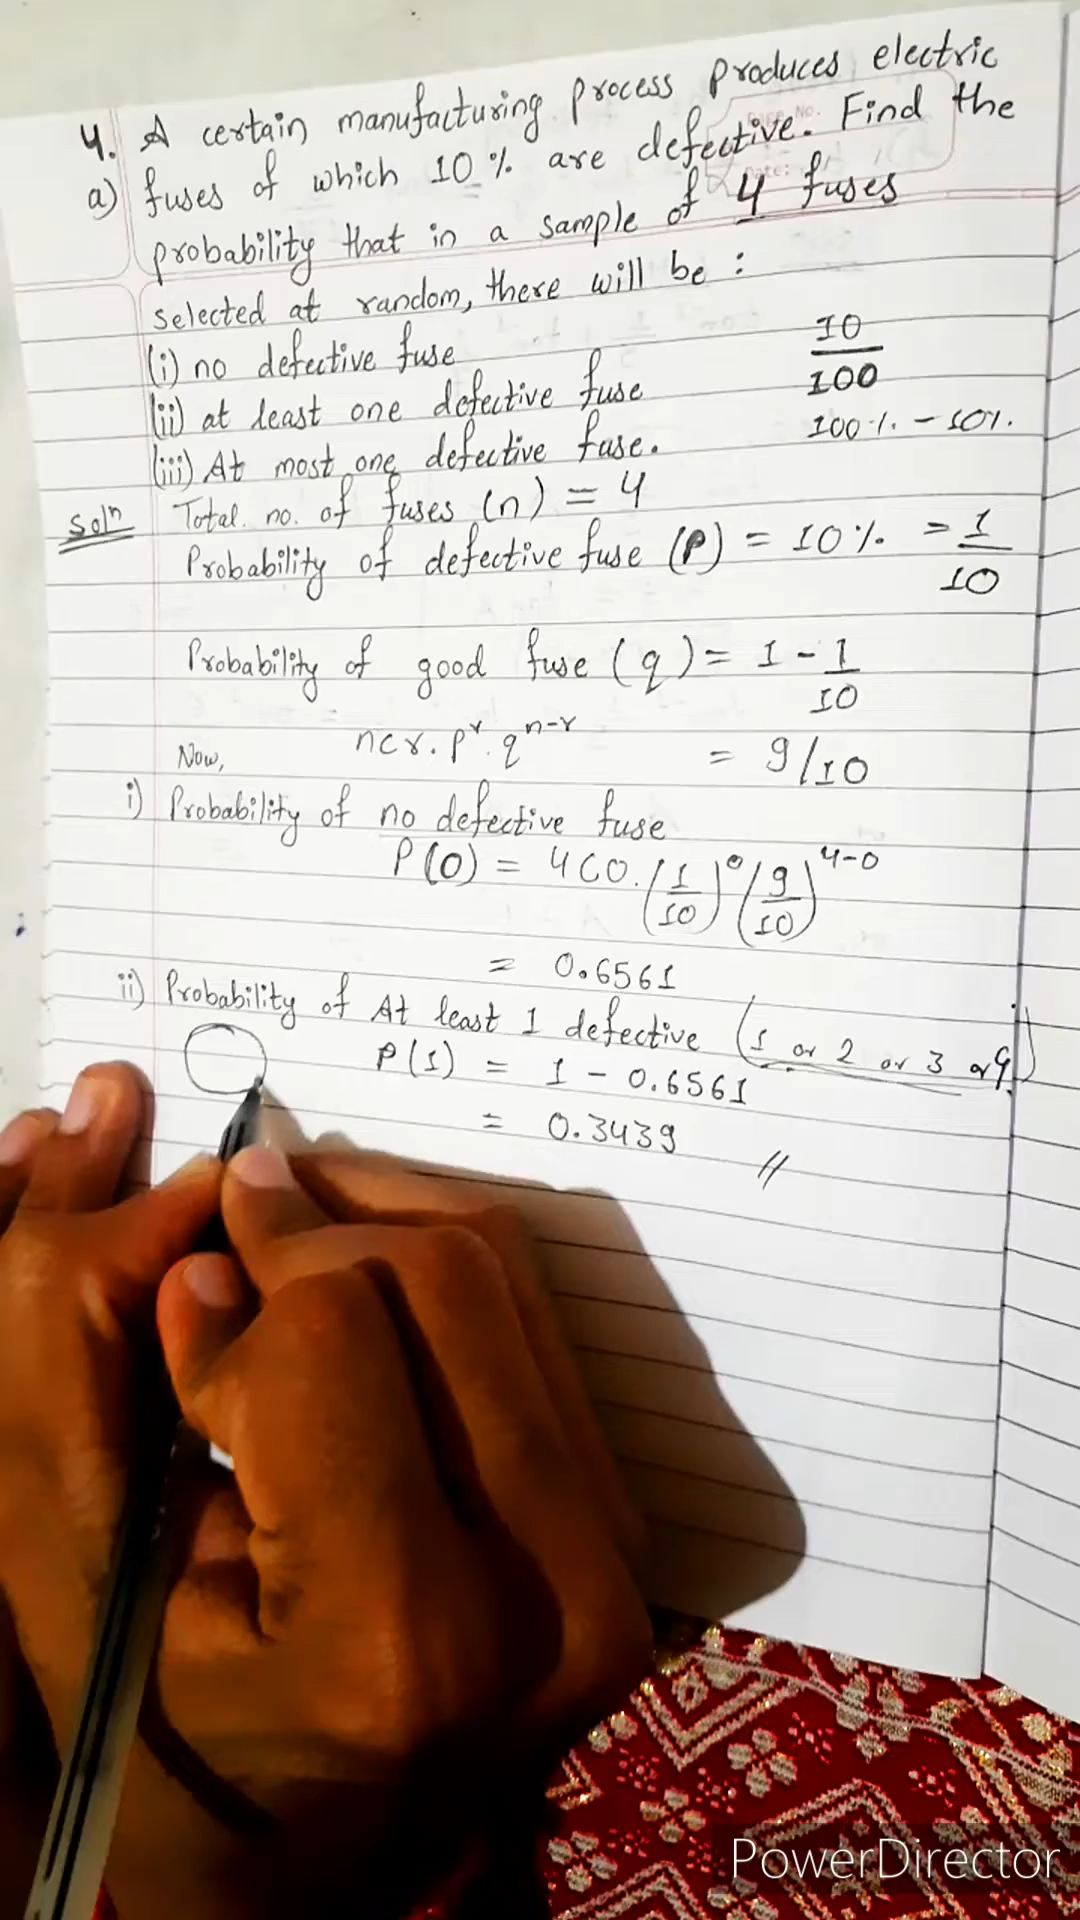 4. A certain manufacturing process produces electric
a) fuses of which 10% are defective. Find the
probability that in a sample of 4 fuses
selected at random, there will be :
(i) no defective fuse
10/100
(ii) at least one defective fuse
100% - 10%.
(iii) At most one defective fuse.
Soln Total. no. of fuses (n) = 4
Probability of defective fuse (P) = 10% = 1/10
Probability of good fuse (q) = 1 - 1/10
Now, ncr. p^r. q^n-r = 9/10
i) Probability of no defective fuse
P(0) = 4C0. (1/10)^0 (9/10)^4-0
= 0.6561
ii) Probability of At least 1 defective (1 or 2 or 3 or 4)
P(1) = 1 - 0.6561
= 0.3439 //
PowerDirector